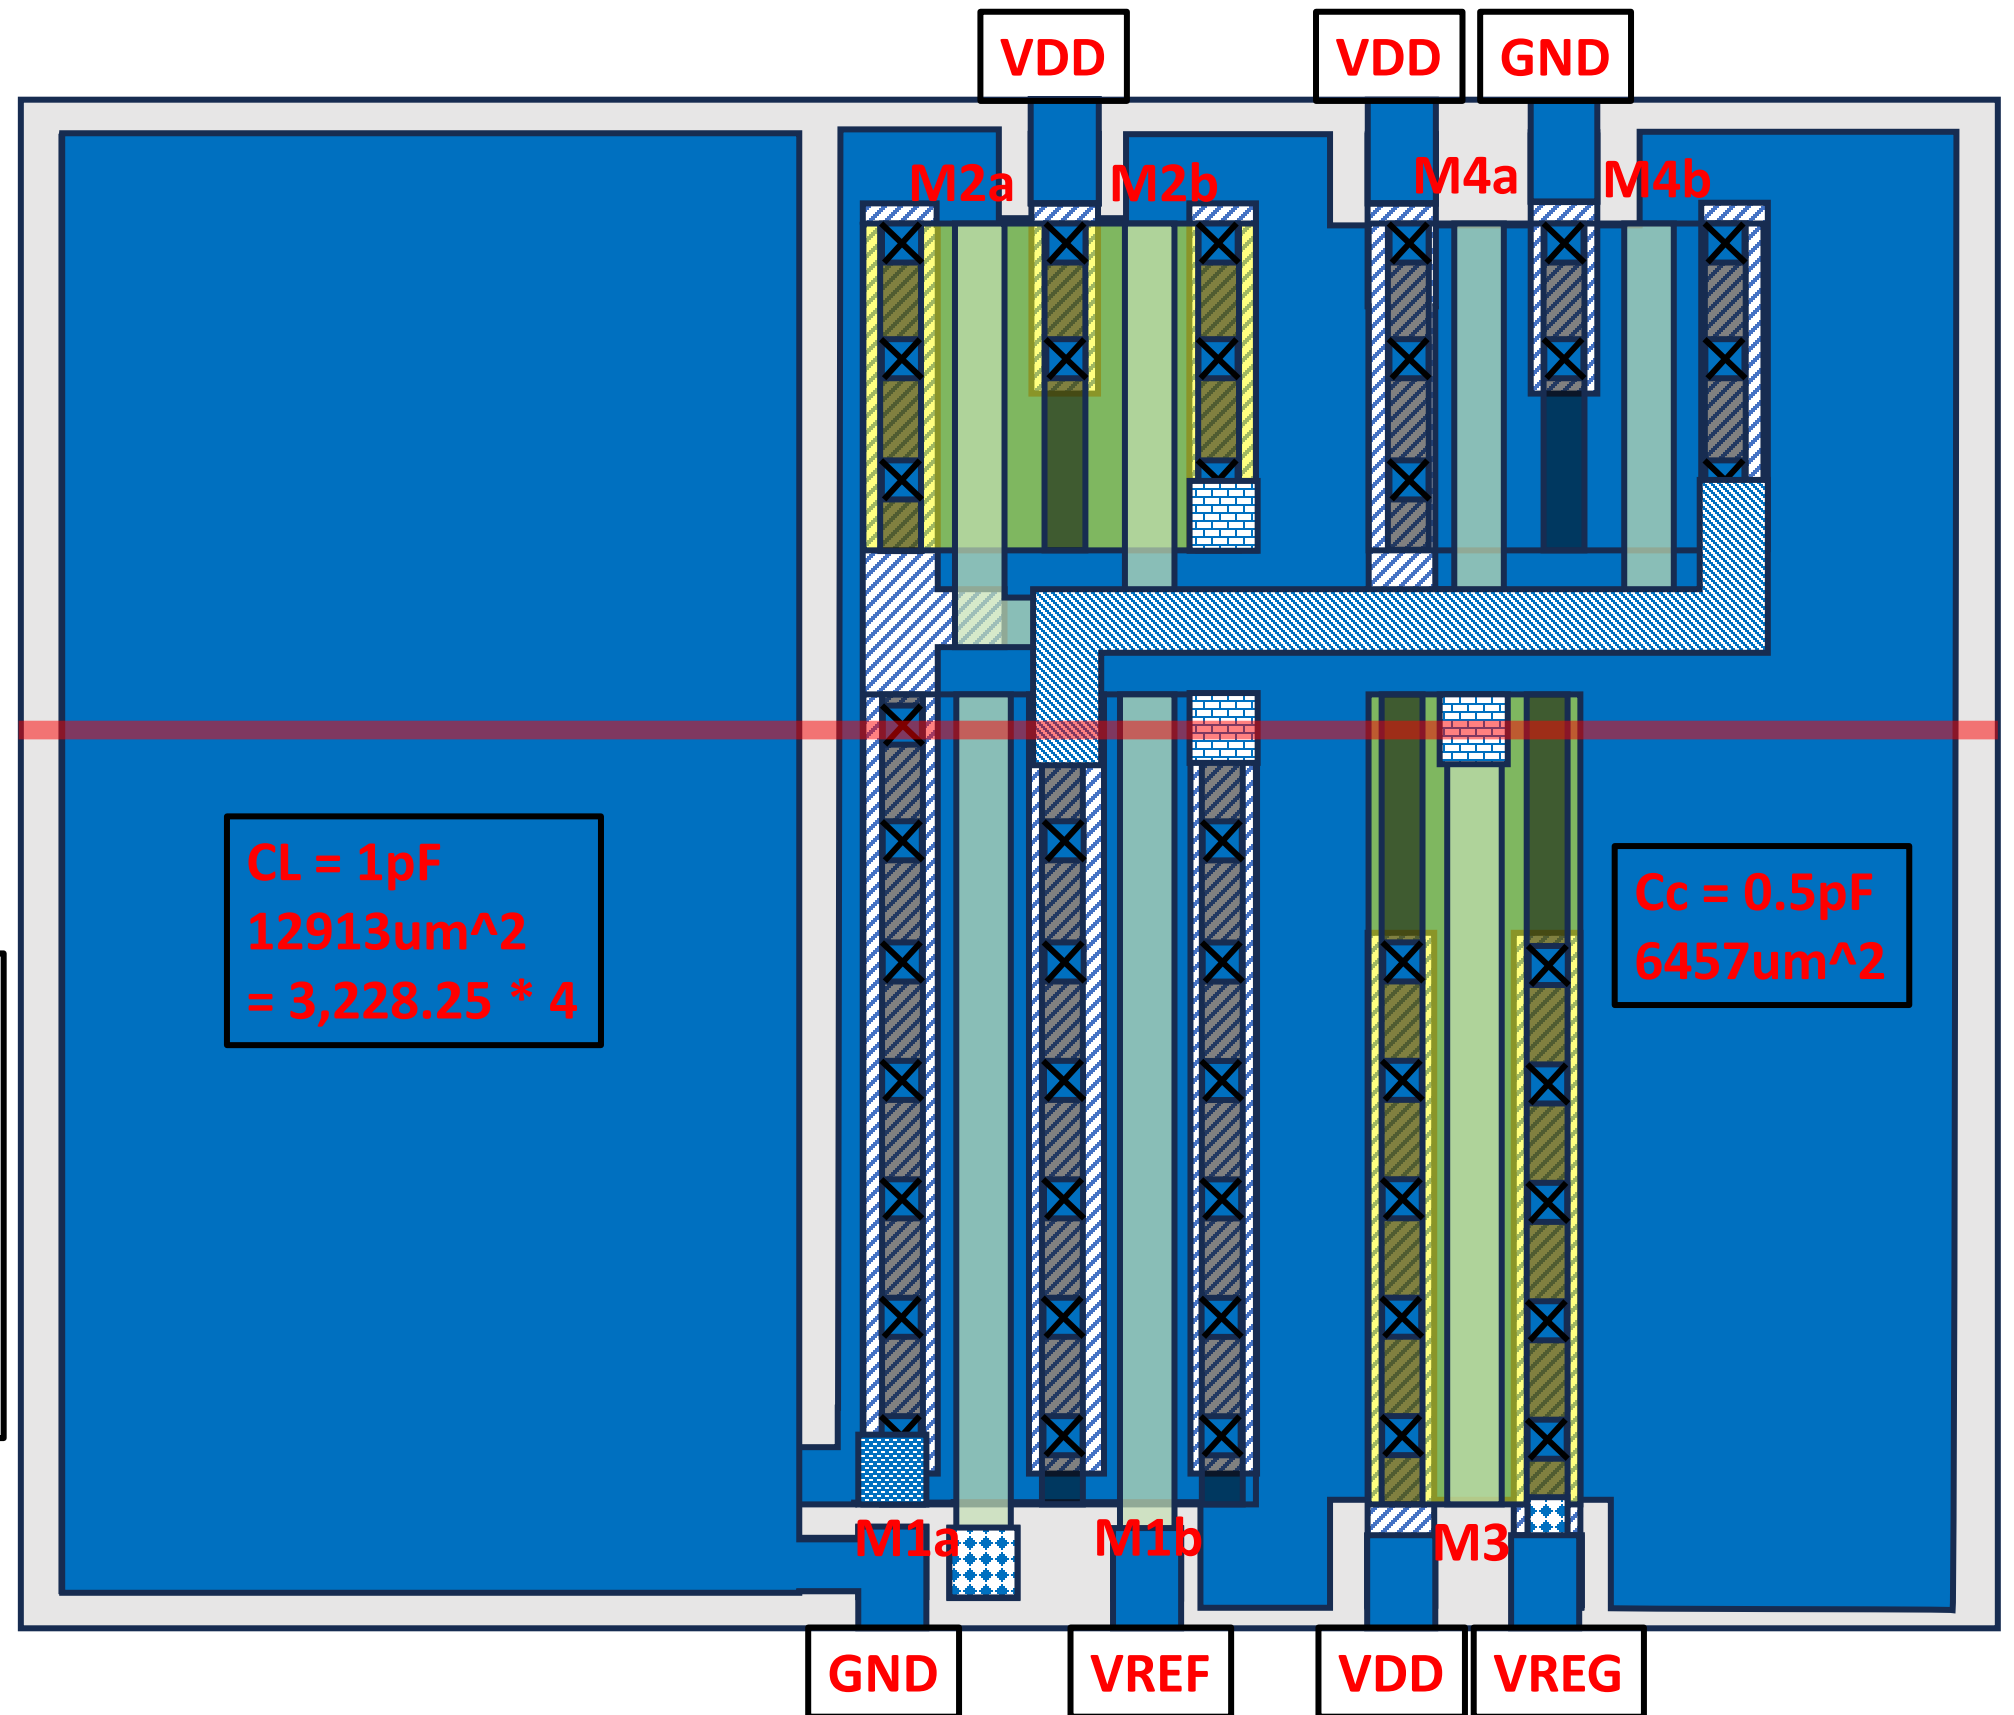 VDD
VDD
GND
M2a
M2b
M4a
M4b
CL = 1pF
12913um^2
= 3,228.25 * 4
Cc = 0.5pF
6457um^2
M1a
M1b
M3
GND
VREF
VDD
VREG